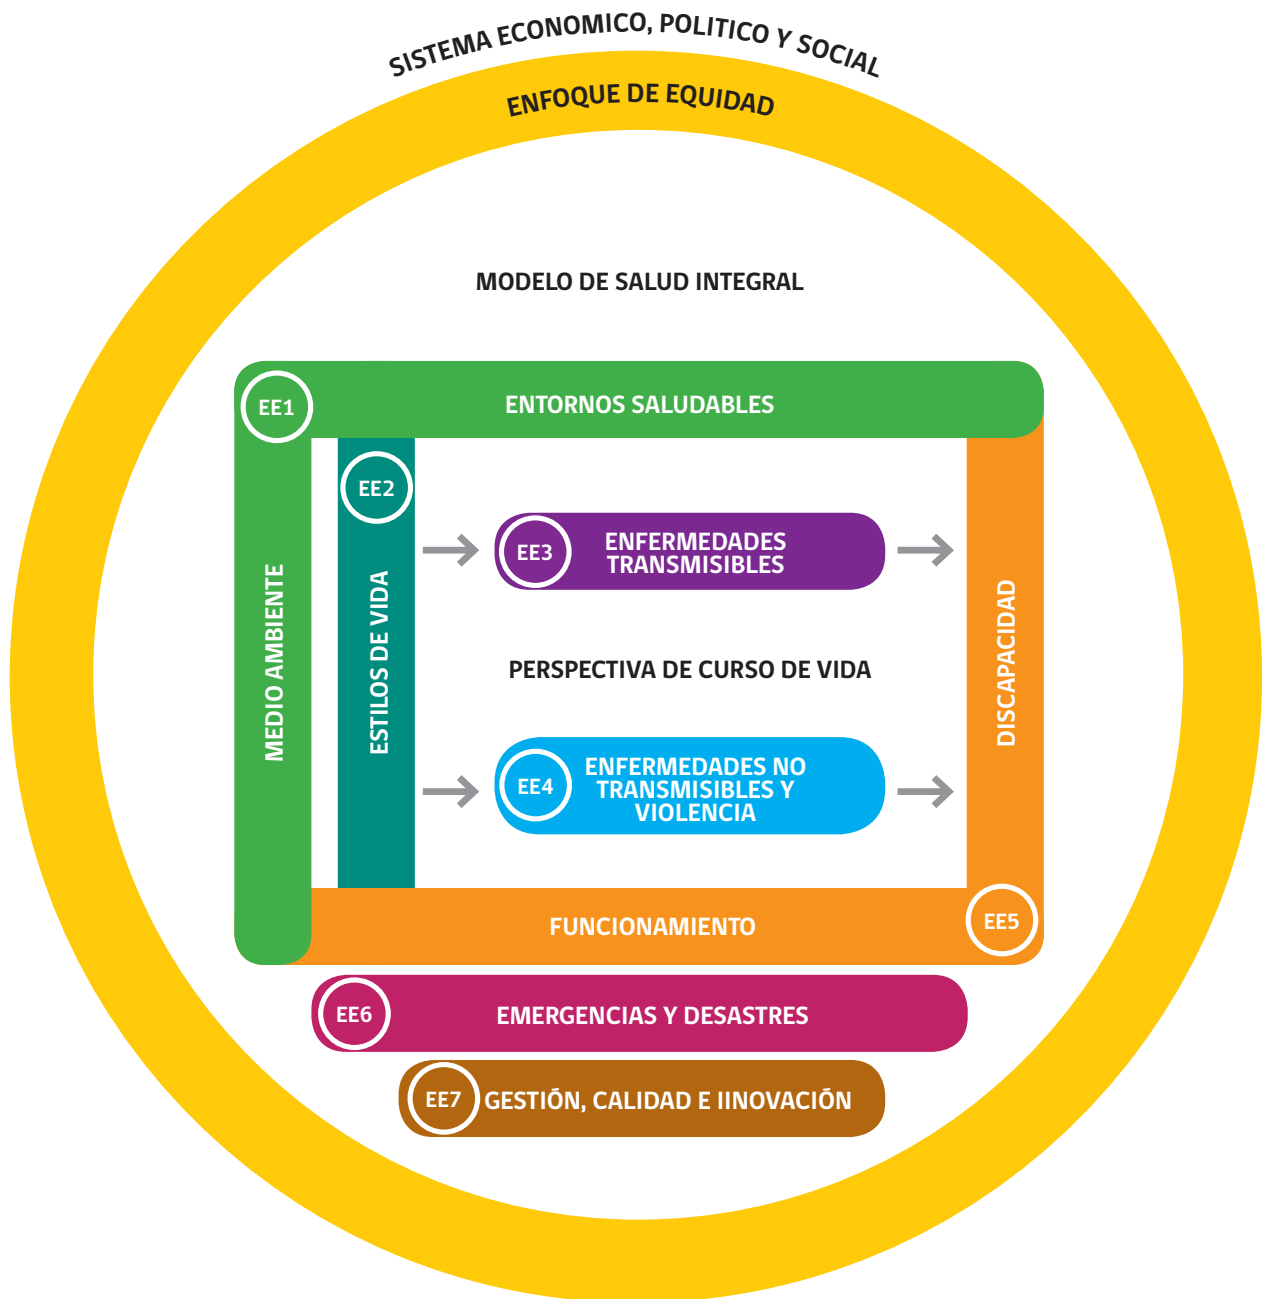 SISTEMA ECONOMICO, POLITICO Y SOCIAL
ENFOQUE DE EQUIDAD
MODELO DE SALUD INTEGRAL
EE1
ENTORNOS SALUDABLES
MEDIO AMBIENTE
EE2
ESTILOS DE VIDA
EE3
ENFERMEDADES
TRANSMISIBLES
PERSPECTIVA DE CURSO DE VIDA
EE4
ENFERMEDADES NO
TRANSMISIBLES Y
VIOLENCIA
DISCAPACIDAD
FUNCIONAMIENTO
EE5
EE6
EMERGENCIAS Y DESASTRES
EE7
GESTIÓN, CALIDAD E IINOVACIÓN